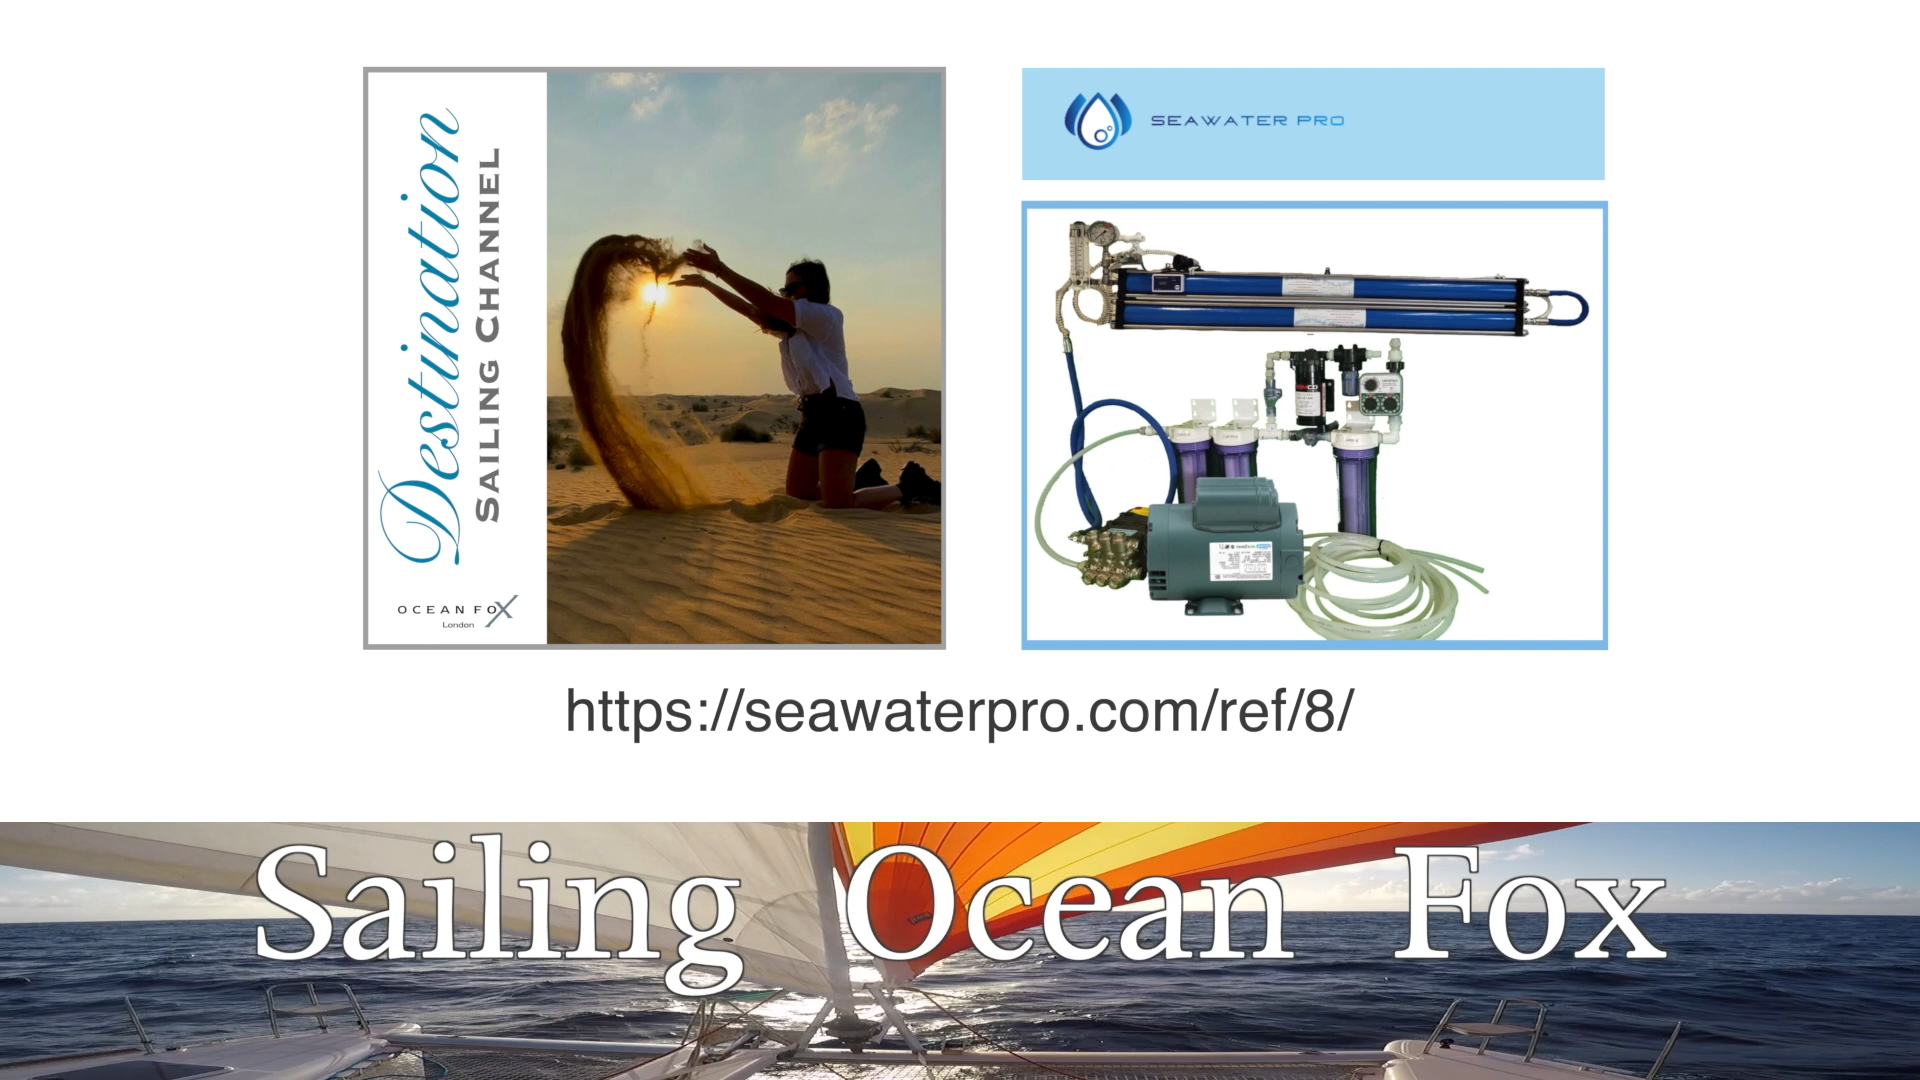 Destination
SAILING CHANNEL
OCEAN FOX
London
SEAWATER PRO
https://seawaterpro.com/ref/8/
Sailing Ocean Fox